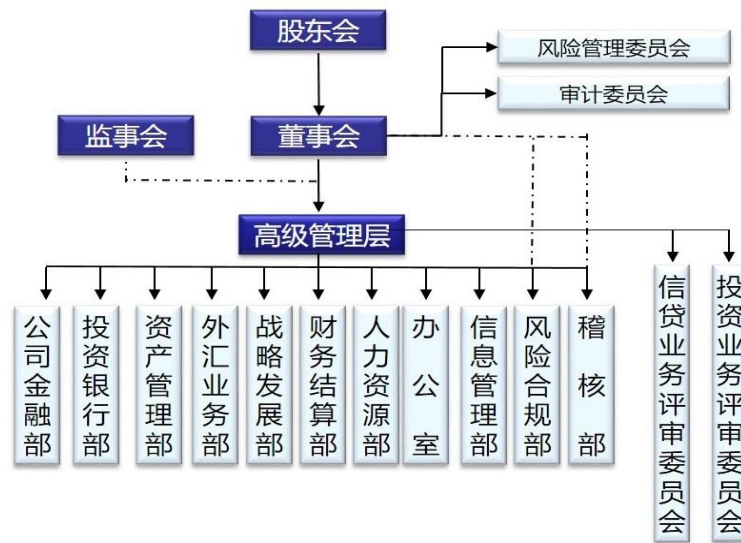 股东会
风险管理委员会
审计委员会
监事会
董事会
高级管理层
公司金融部
投资银行部
资产管理部
外汇业务部
战略发展部
财务结算部
人力资源部
办公室
信息管理部
风险合规部
稽核部
信贷业务评审委员会
投资业务评审委员会